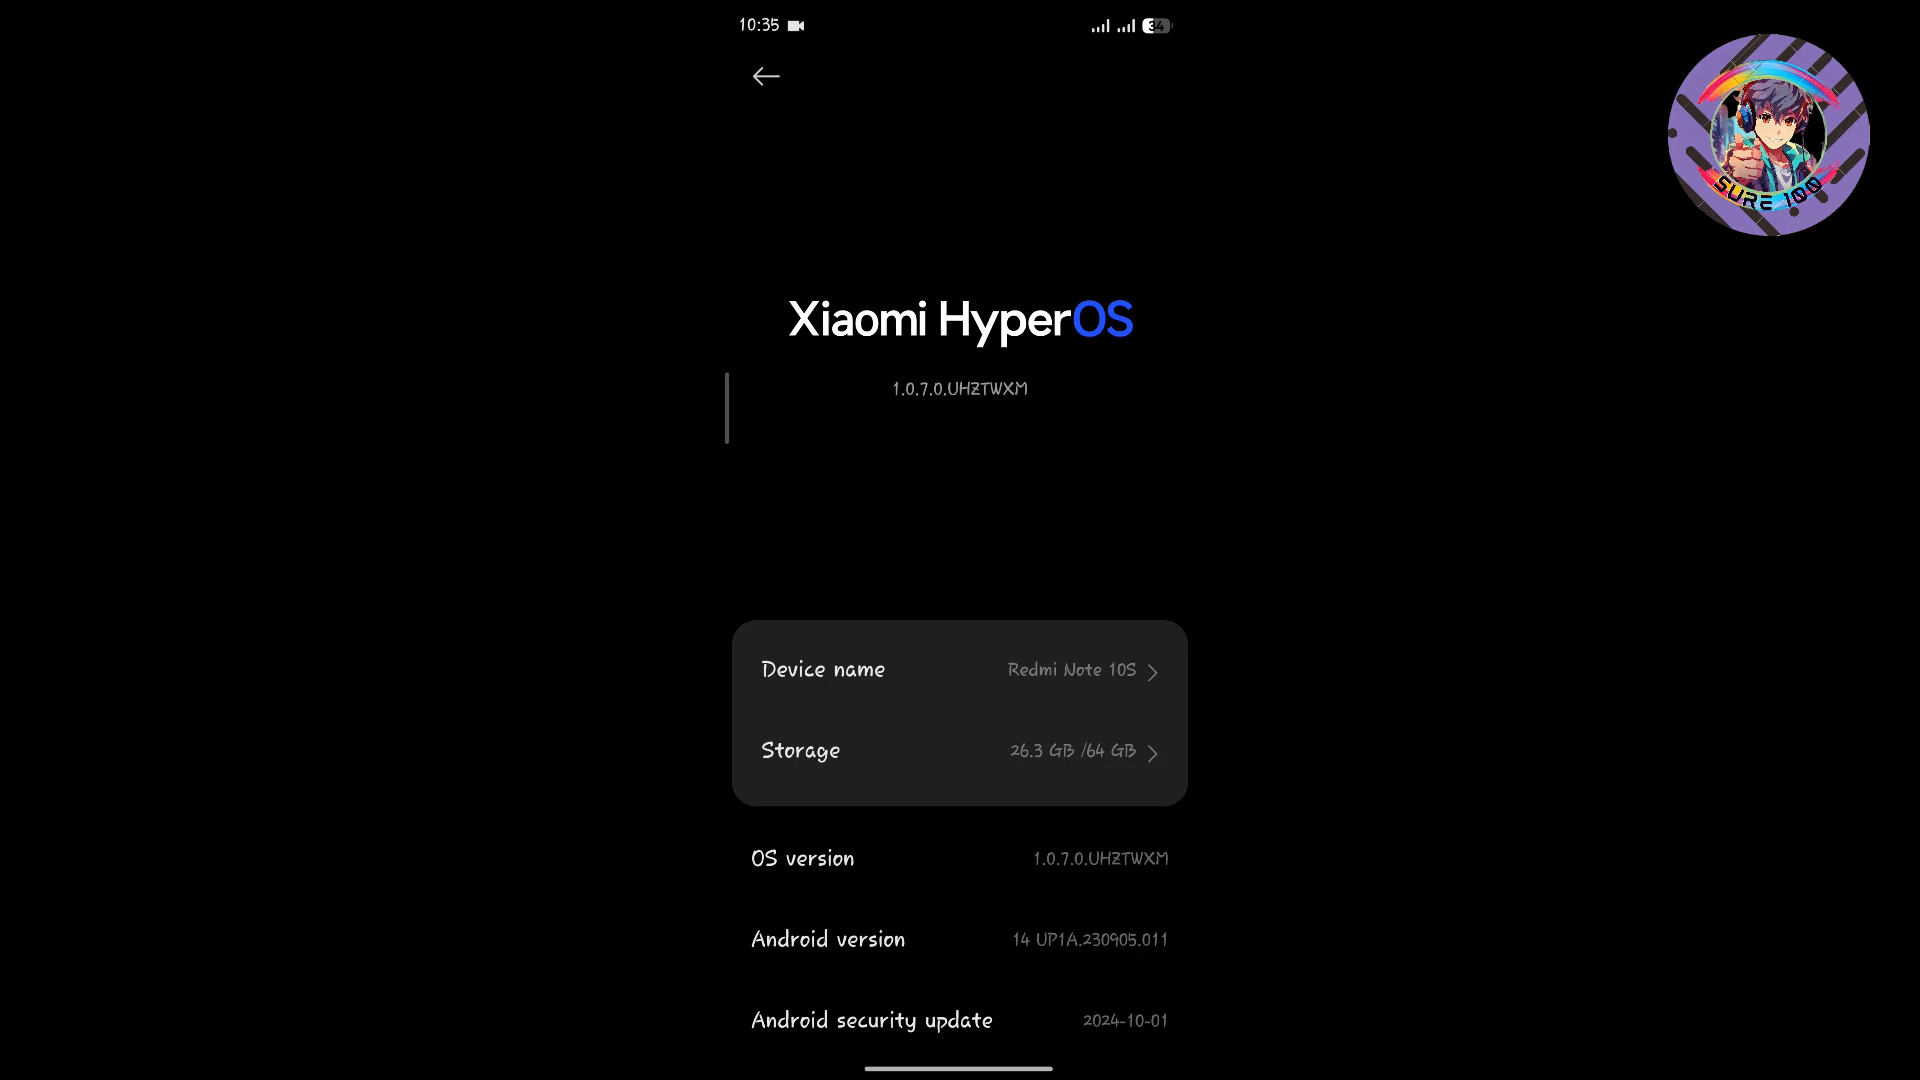 10:35
34
SURE 100
Xiaomi HyperOS
1.0.7.0.UHZTWXM
Device name Redmi Note 10S
Storage 26.3 GB /64 GB
OS version 1.0.7.0.UHZTWXM
Android version 14 UP1A.230905.011
Android security update 2024-10-01